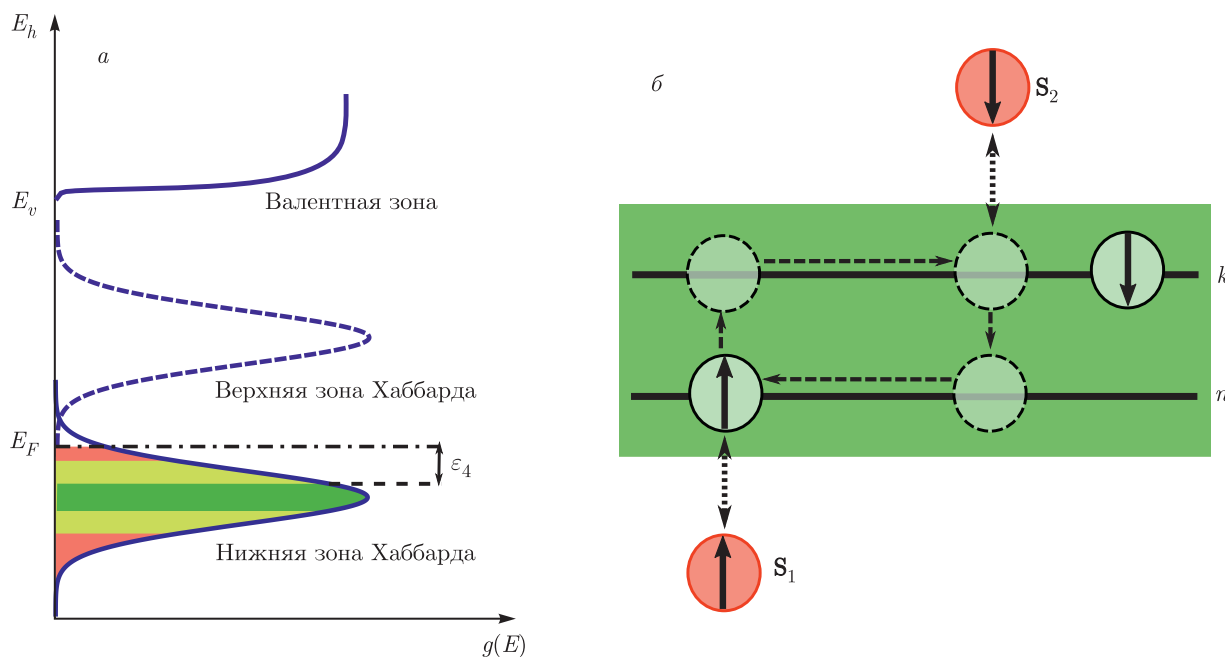 E_h
а
E_v
Валентная зона
Верхняя зона Хаббарда
E_F
ε_4
Нижняя зона Хаббарда
g(E)
б
S_2
k
n
S_1